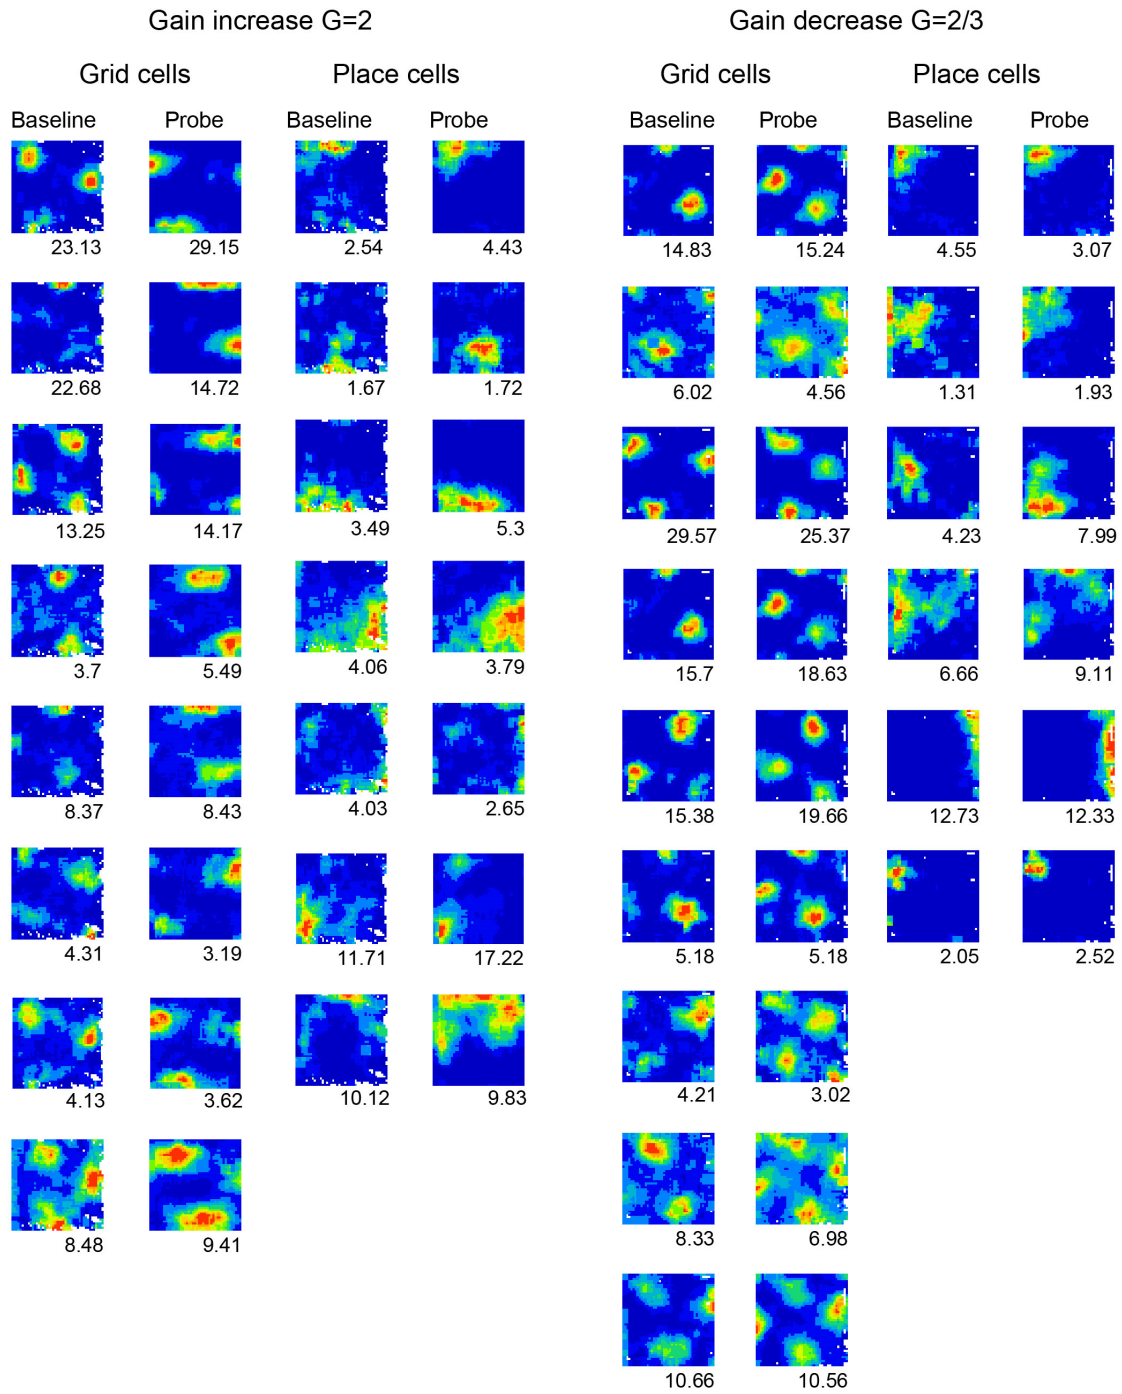 Gain increase G=2 Gain decrease G=2/3
Grid cells Place cells Grid cells Place cells
Baseline Probe Baseline Probe Baseline Probe Baseline Probe
23.13 29.15 2.54 4.43 14.83 15.24 4.55 3.07
22.68 14.72 1.67 1.72 6.02 4.56 1.31 1.93
13.25 14.17 3.49 5.3 29.57 25.37 4.23 7.99
3.7 5.49 4.06 3.79 15.7 18.63 6.66 9.11
8.37 8.43 4.03 2.65 15.38 19.66 12.73 12.33
4.31 3.19 11.71 17.22 5.18 5.18 2.05 2.52
4.13 3.62 10.12 9.83 4.21 3.02
8.48 9.41 8.33 6.98
10.66 10.56